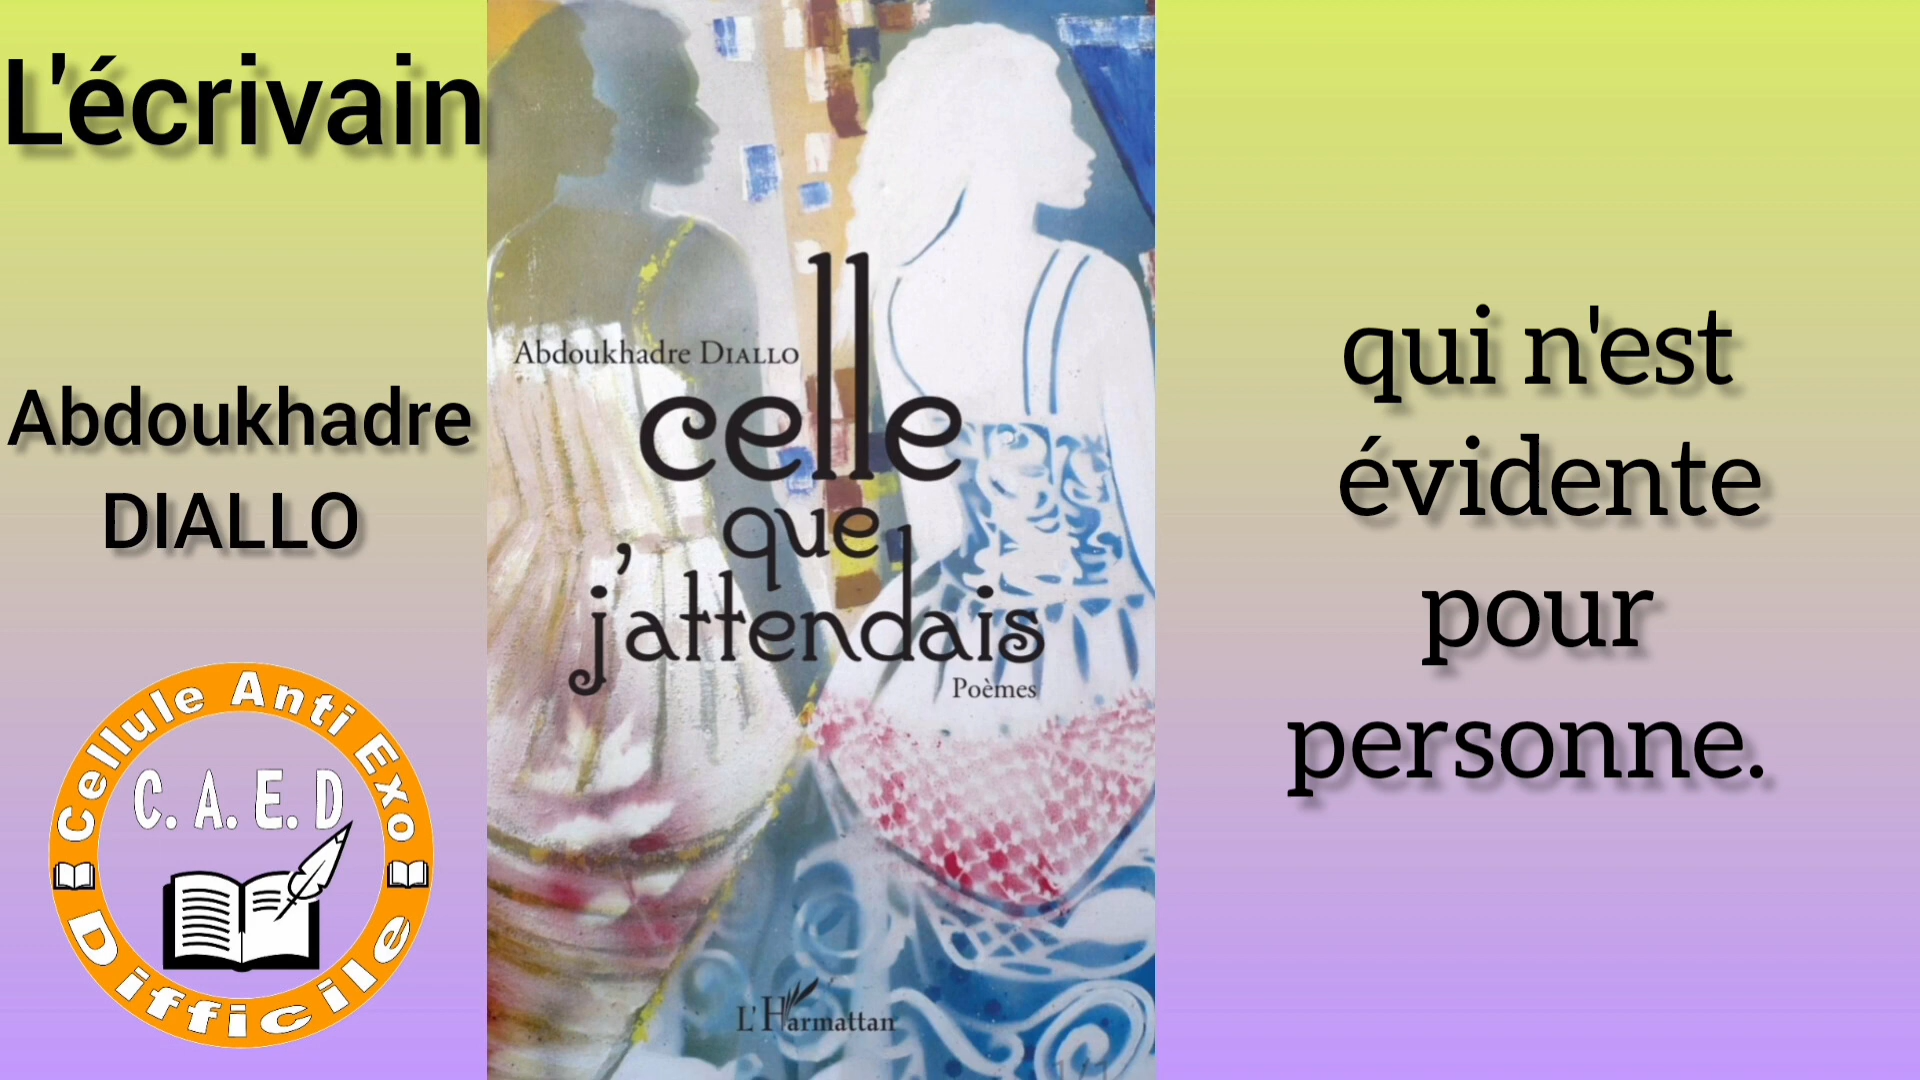 L'écrivain
Abdoukhadre
DIALLO
Cellule Anti Exo
C. A. E. D
Difficile
Abdoukhadre DIALLO
celle
que
j'attendais
Poèmes
L'Harmattan
qui n'est
évidente
pour
personne.